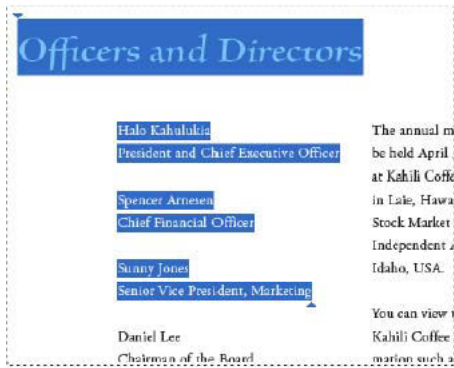 Officers and Directors
Halo Kahulukia
President and Chief Executive Officer
Spencer Arnesen
Chief Financial Officer
Sunny Jones
Senior Vice President, Marketing
Daniel Lee
Chairman of the Board
The annual
be held April
at Kahili
in Laie,
Stock Market
Independent
Idaho, USA.
You can view
Kahili Coffee
mation such